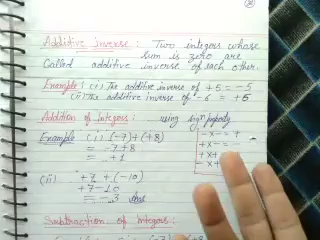 Additive inverse : Two integers whose
sum is zero are
Called additive inverse of each other.
Example : (i) The additive inverse of +5 = -5
(ii) The additive inverse of -6 = +6
Addition of Integers : using sign property
Example (i) (-7)+(+8)
= -7+8
= +1
(ii) +7 + (-10)
+7-10
= -3 Ans
- x - = +
+ x - = -
+ x +
- x +
Subtraction of Integers :